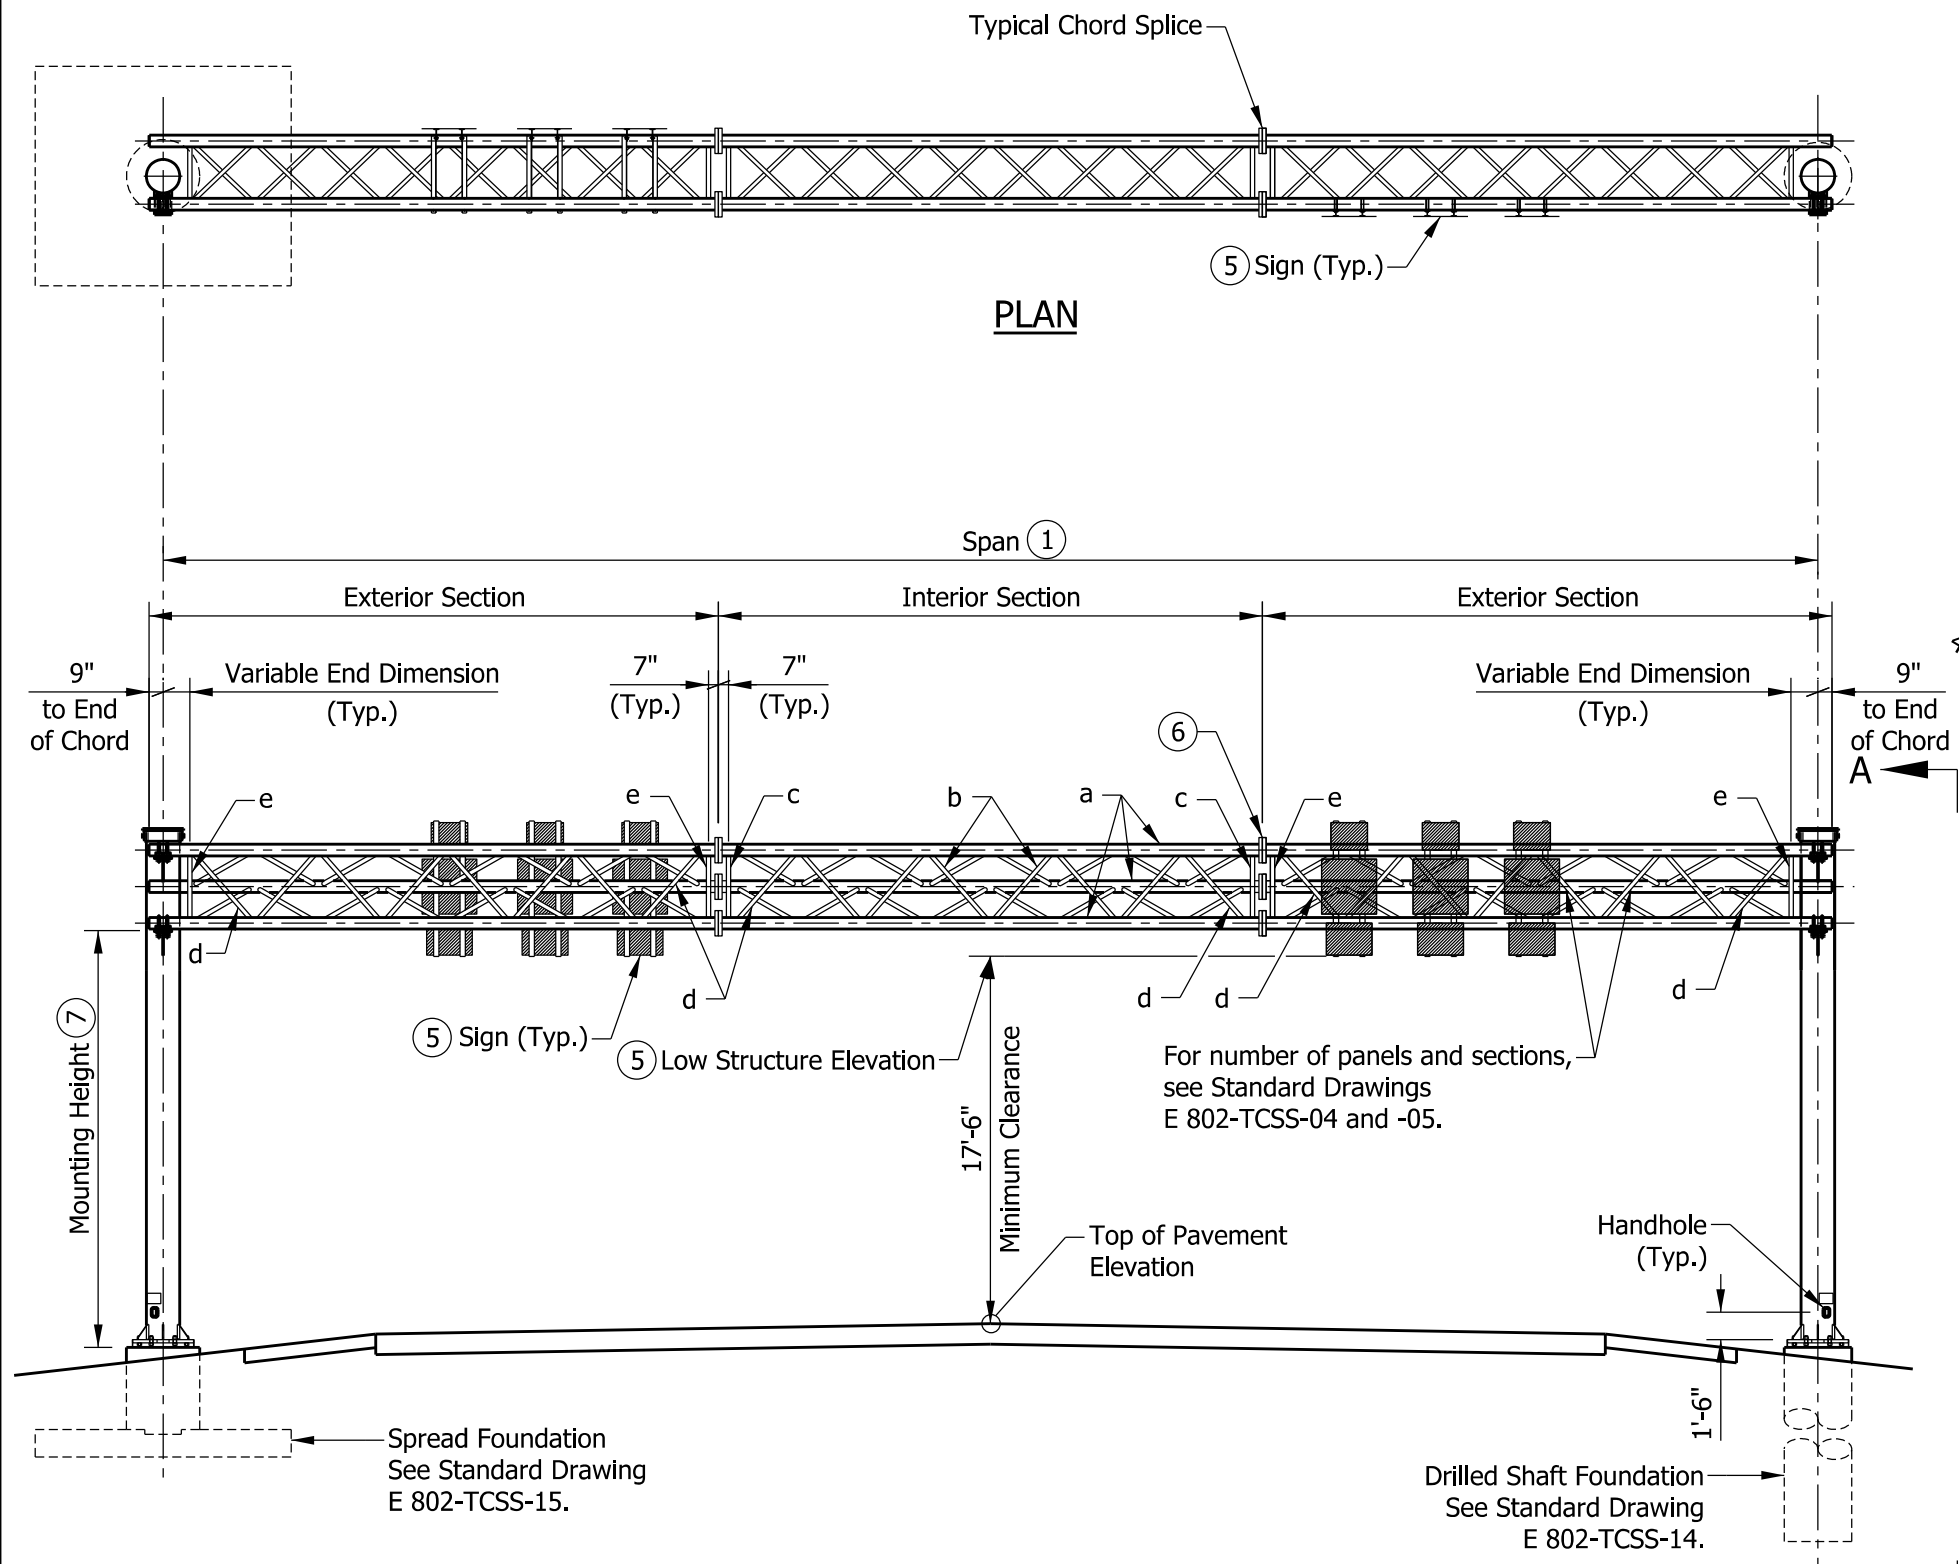 Typical Chord Splice
5 Sign (Typ.)
PLAN
Span 1
Exterior Section
Interior Section
Exterior Section
9"
to End
of Chord
Variable End Dimension
(Typ.)
7"
(Typ.)
7"
(Typ.)
Variable End Dimension
(Typ.)
9"
to End
of Chord
A
6
e
e
c
b
a
c
e
e
d
d
d
d
d
5 Sign (Typ.)
5 Low Structure Elevation
Mounting Height 7
17'-6"
Minimum Clearance
For number of panels and sections,
see Standard Drawings
E 802-TCSS-04 and -05.
Top of Pavement
Elevation
Handhole
(Typ.)
1'-6"
Spread Foundation
See Standard Drawing
E 802-TCSS-15.
Drilled Shaft Foundation
See Standard Drawing
E 802-TCSS-14.